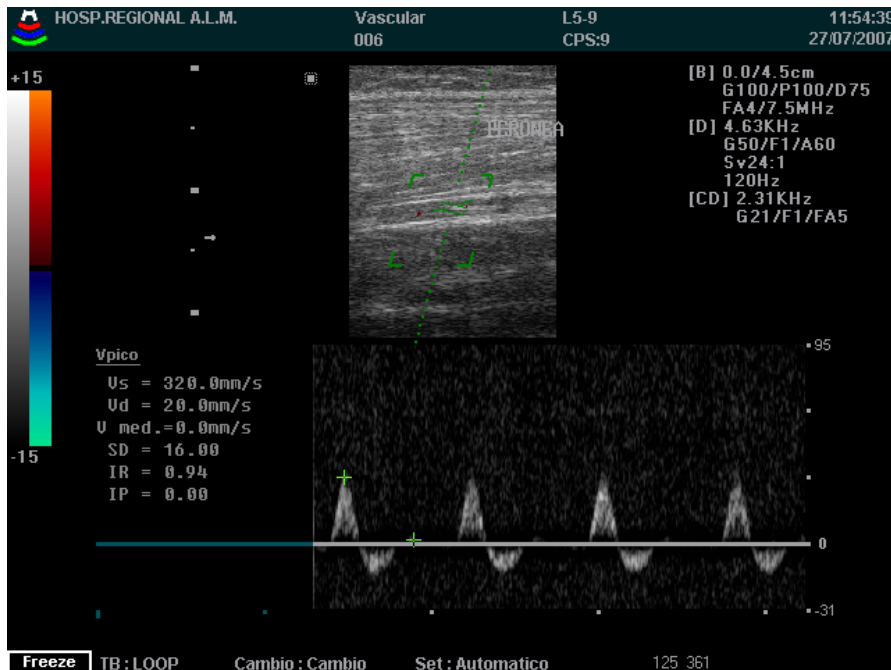 HOSP.REGIONAL A.L.M. Vascular L5-9 11:54:39
006 CPS:9 27/07/2007
+15
-15
[B] 0.0/4.5cm
G100/P100/D75
FA4/7.5MHz
[D] 4.63KHz
G50/F1/A60
Sv24:1
120Hz
[CD] 2.31KHz
G21/F1/FA5
PERONEA
Vpico
Vs = 320.0mm/s
Vd = 20.0mm/s
V med.=0.0mm/s
SD = 16.00
IR = 0.94
IP = 0.00
95
0
-31
Freeze TB:LOOP Cambio:Cambio Set:Automatico 125 361